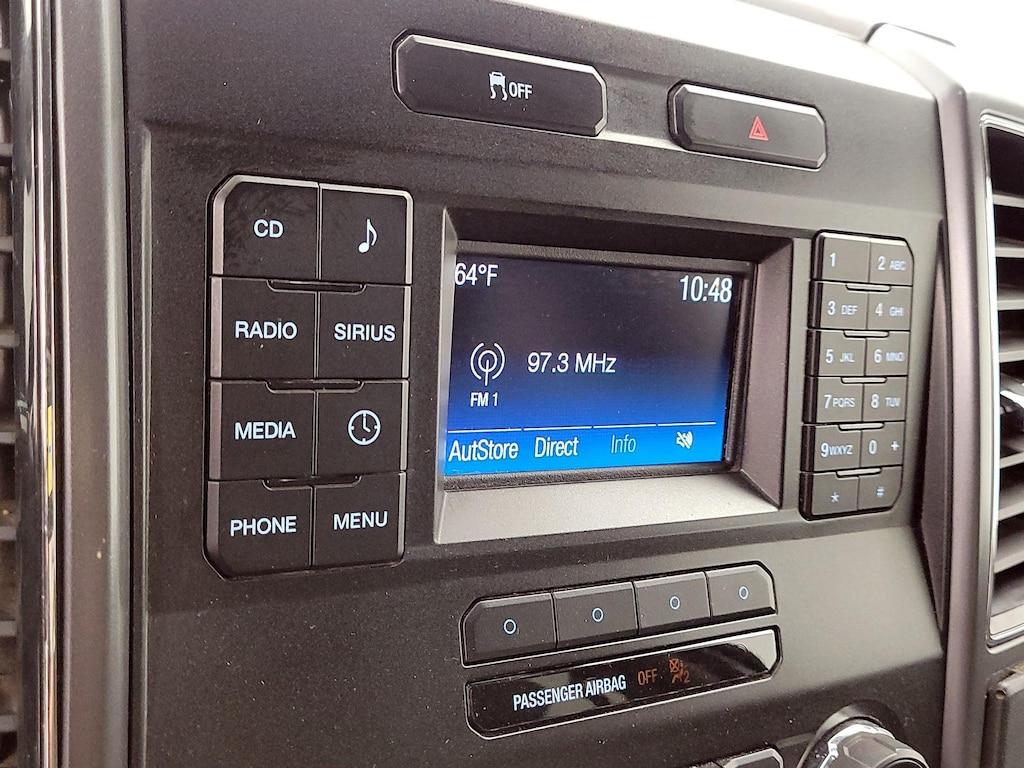 OFF
CD
RADIO SIRIUS
MEDIA
PHONE MENU
64°F 10:48
97.3 MHz
FM 1
AutStore Direct Info
1 2 ABC
3 DEF 4 GHI
5 JKL 6 MNO
7 PQRS 8 TUV
9 WXYZ 0 +
* #
PASSENGER AIRBAG OFF 2